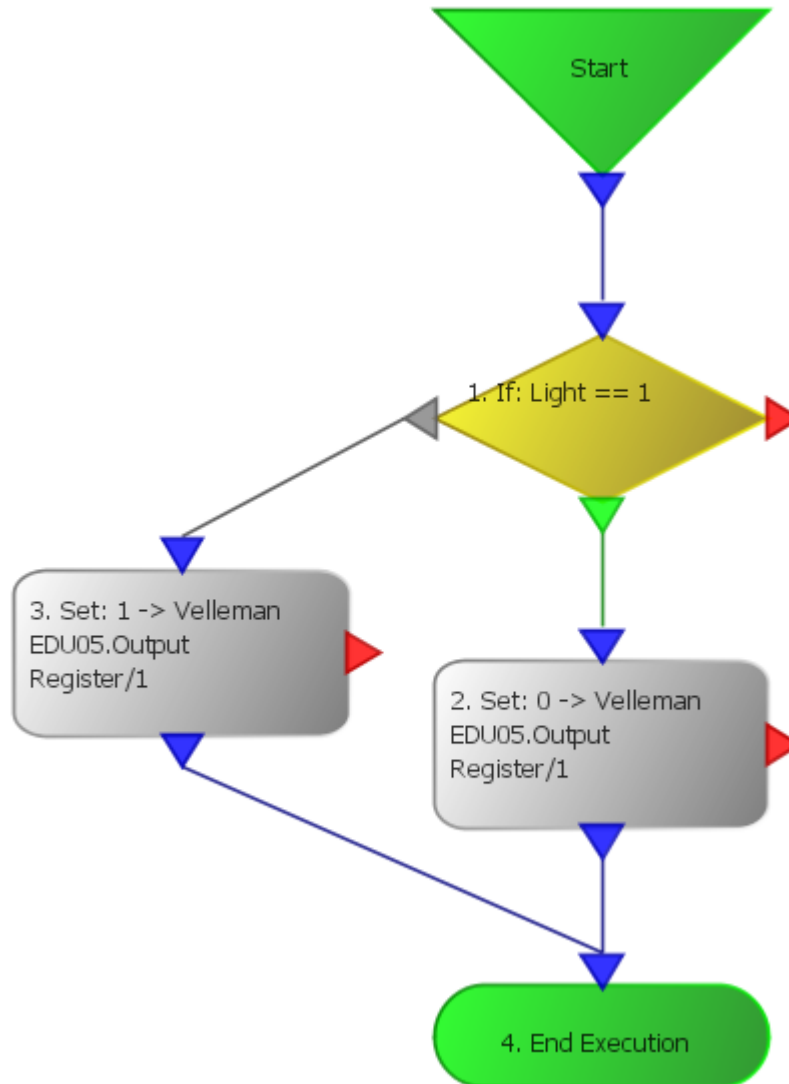 Start
1. If: Light == 1
3. Set: 1 -> Velleman
EDU05.Output
Register/1
2. Set: 0 -> Velleman
EDU05.Output
Register/1
4. End Execution